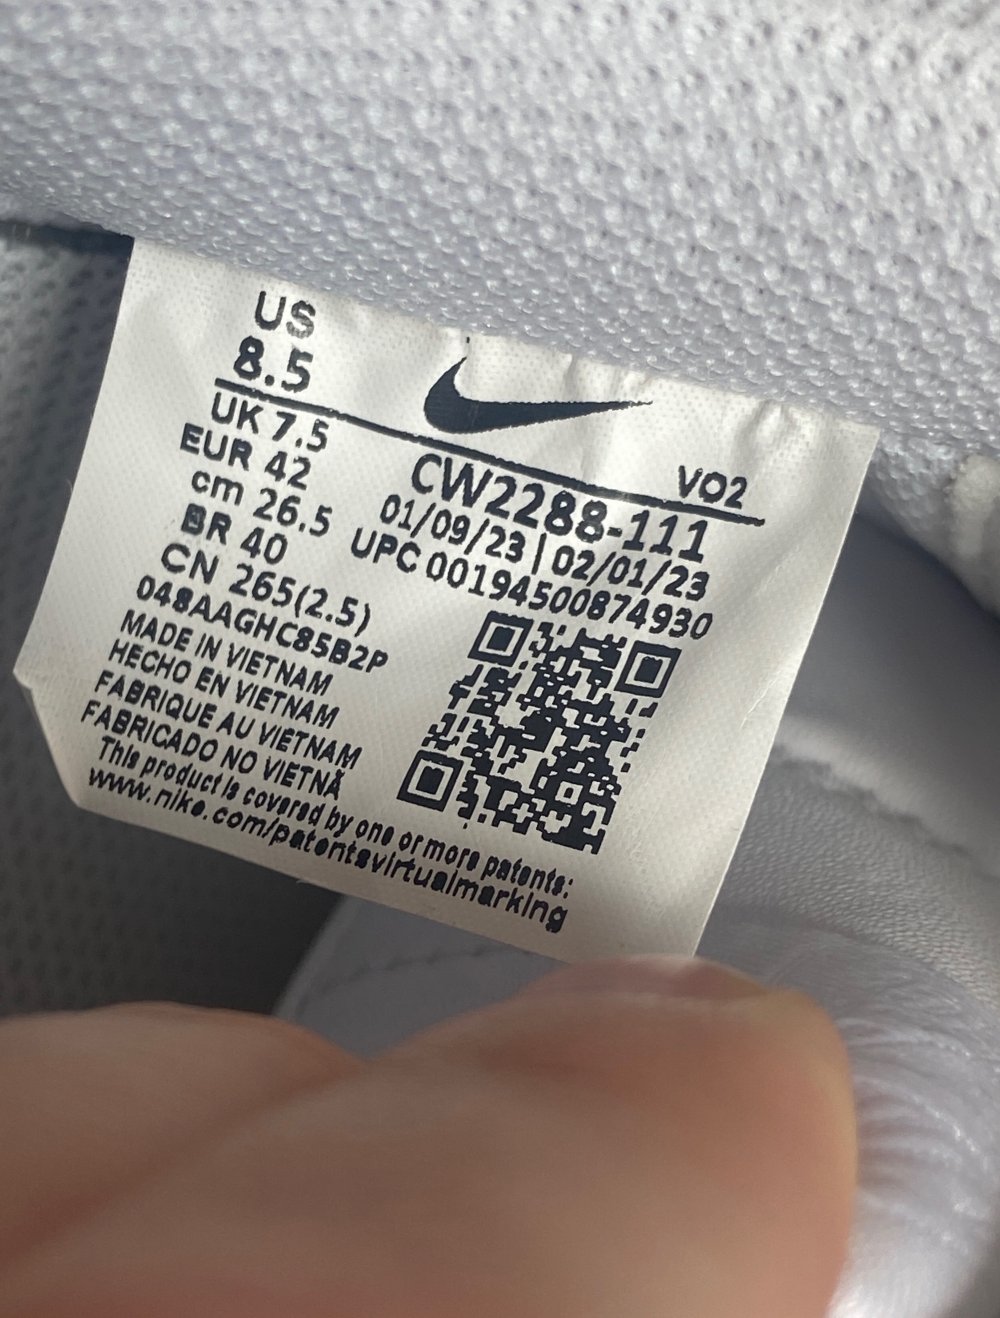 US
8.5
UK 7.5
EUR 42
cm 26.5
BR 40
CN 265(2.5)
048AAGHC85B2P
MADE IN VIETNAM
HECHO EN VIETNAM
FABRIQUE AU VIETNAM
FABRICADO NO VIETNÃ
This product is covered by one or more patents:
www.nike.com/patentsvirtualmarking
VO2
CW2288-111
01/09/23 | 02/01/23
UPC 00194500874930